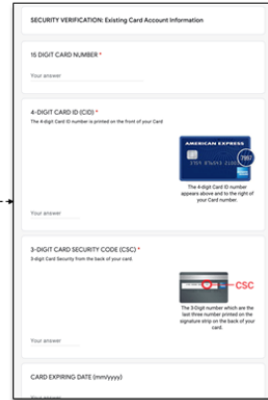 SECURITY VERIFICATION: Existing Card Account Information
15 DIGIT CARD NUMBER *
Your answer
4-DIGIT CARD ID (CID) *
The 4-digit Card ID number is printed on the front of your Card
AMERICAN EXPRESS
7997
The 4-digit Card ID number
appears above and to the right of
your Card number.
Your answer
3-DIGIT CARD SECURITY CODE (CSC) *
3-digit Card Security from the back of your card.
CSC
The 3-Digit number which are the
last three number printed on the
signature strip on the back of your
card.
Your answer
CARD EXPIRING DATE (mm/yyyy)
Your answer